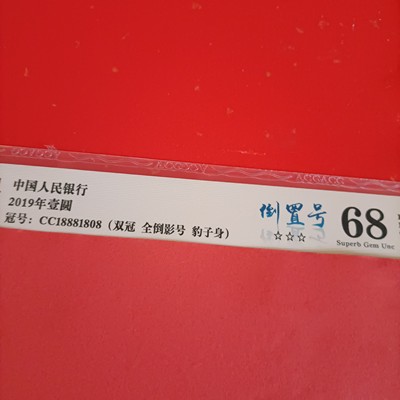 ACGACG
中国人民银行
2019年壹圆
冠号：CC18881808（双冠 全倒影号 豹子身）
倒置号
☆☆☆
68
Superb Gem Unc